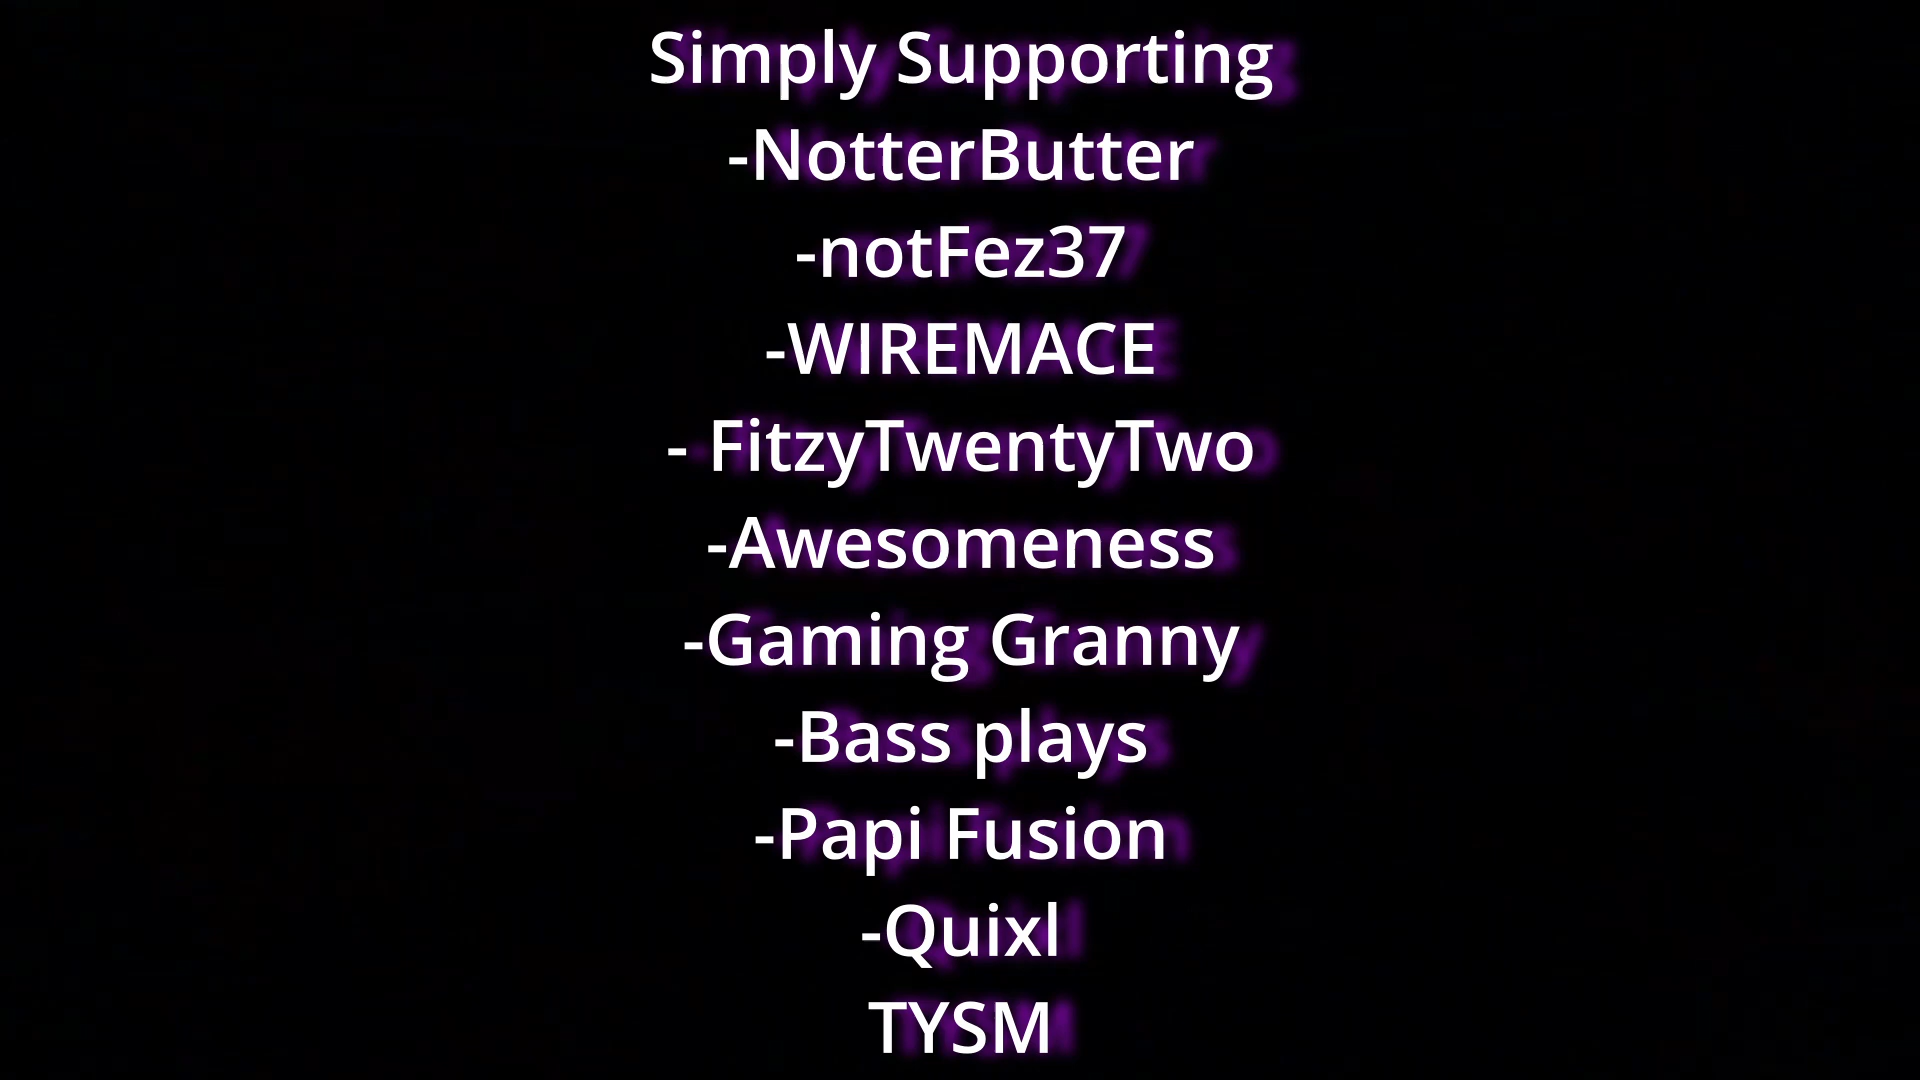 Simply Supporting
-NotterButter
-notFez37
-WIREMACE
- FitzyTwentyTwo
-Awesomeness
-Gaming Granny
-Bass plays
-Papi Fusion
-Quixl
TYSM